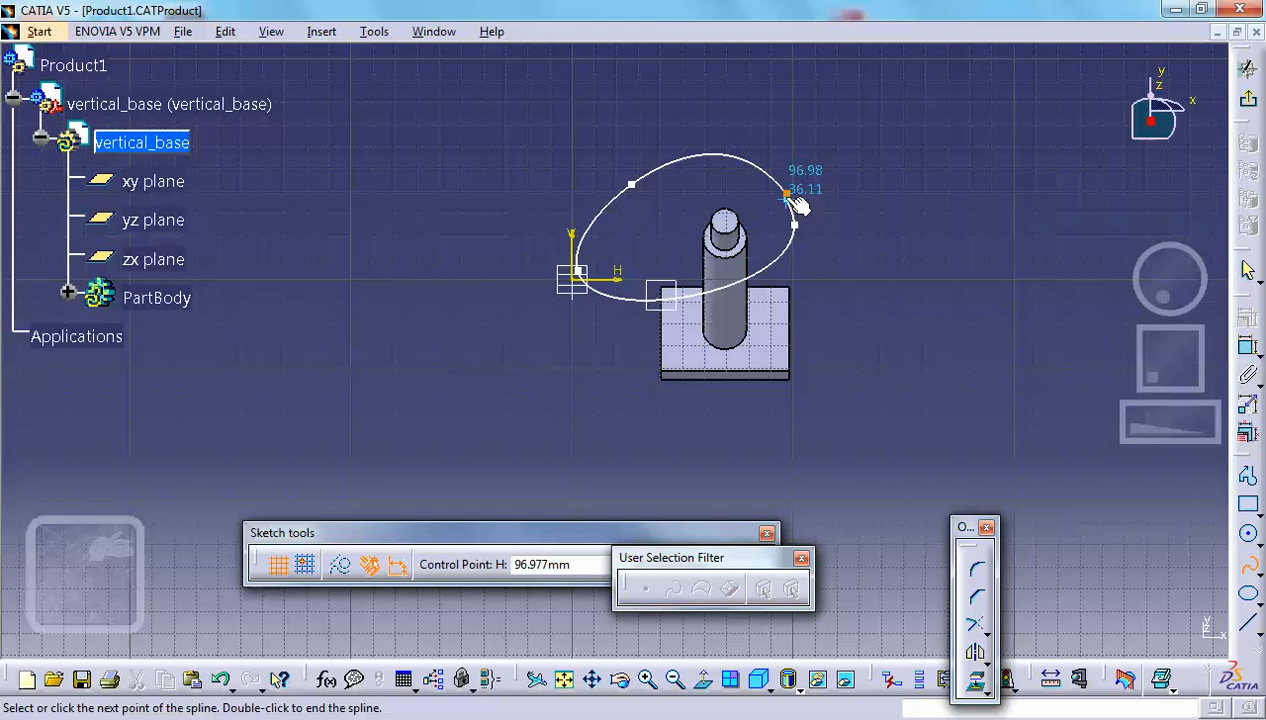 CATIA V5 - [Product1.CATProduct]
Start ENOVIA V5 VPM File Edit View Insert Tools Window Help
Product1
vertical_base (vertical_base)
vertical_base
xy plane
yz plane
zx plane
PartBody
Applications
y
z
x
96.98
36.11
V
H
Sketch tools
Control Point: H: 96.977mm
User Selection Filter
O...
y
z
x
f(x)
DS
CATIA
Select or click the next point of the spline. Double-click to end the spline.